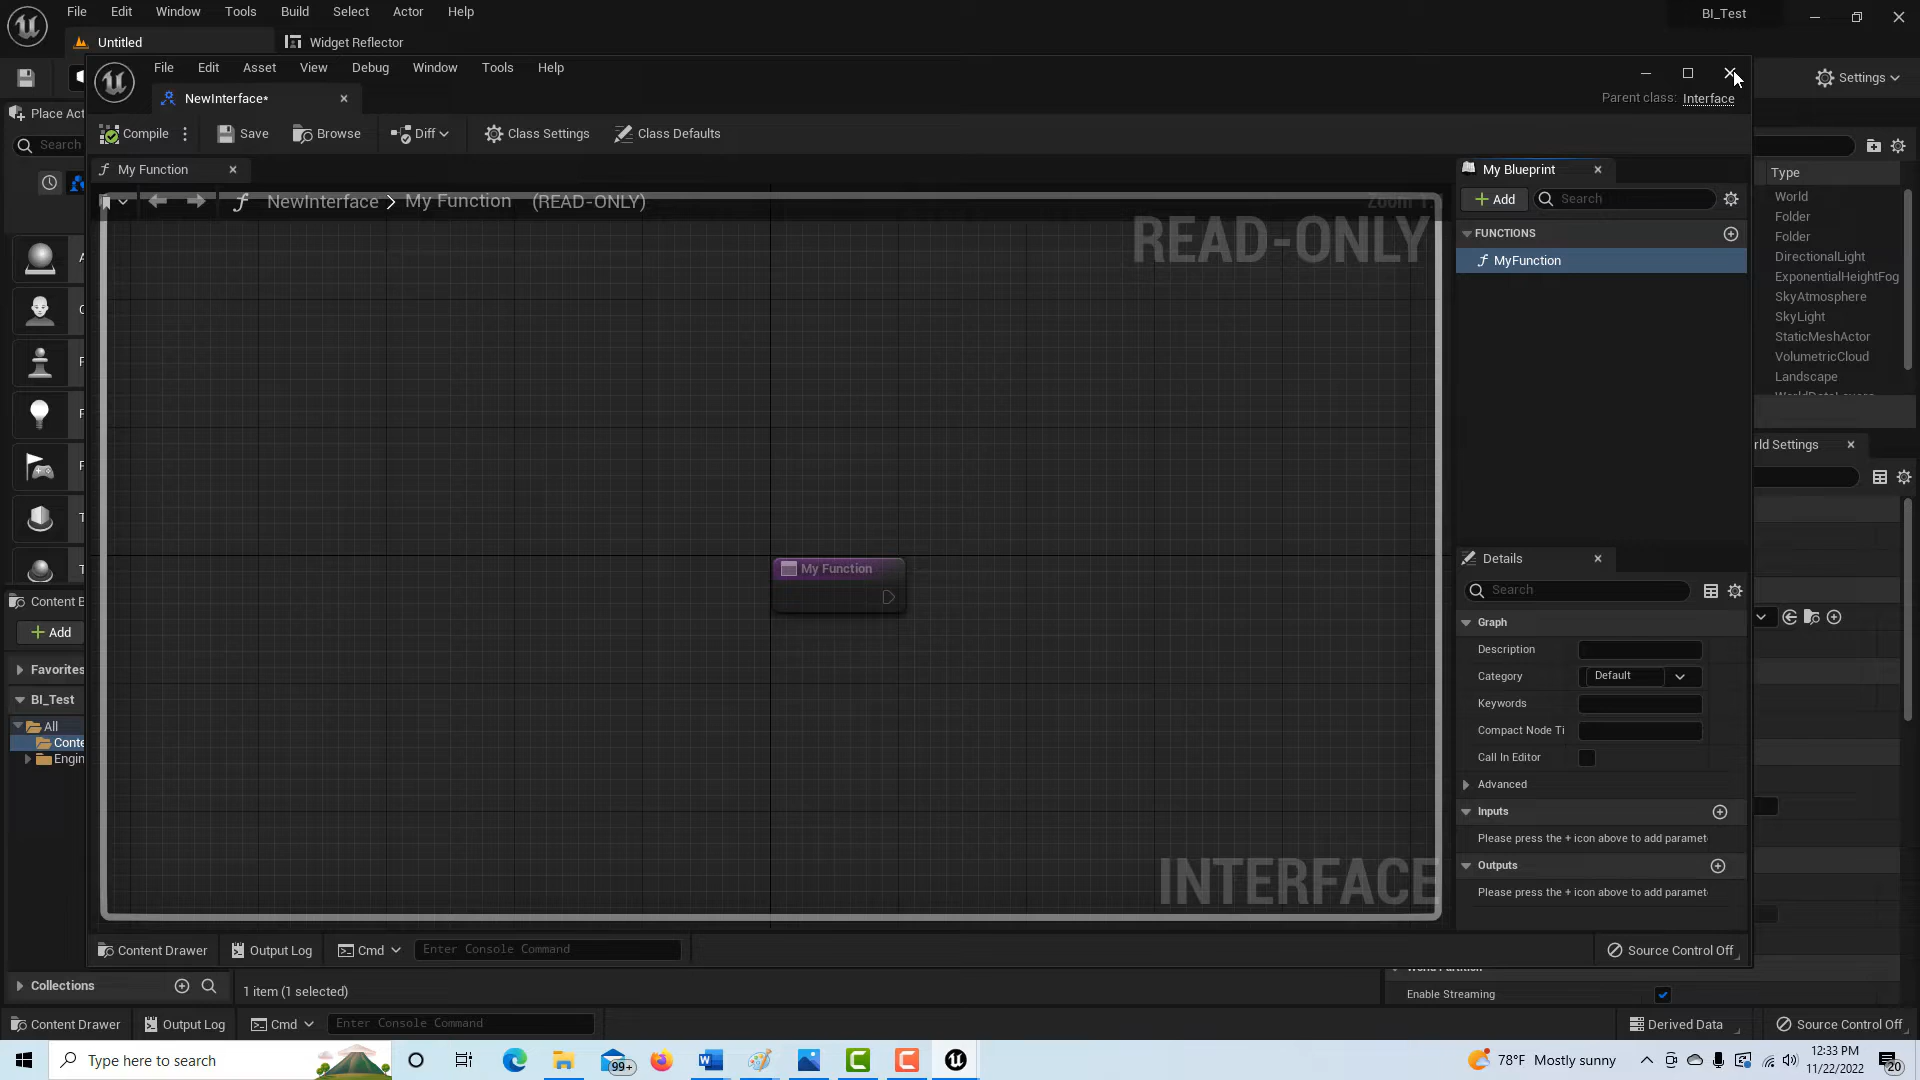 File Edit Window Tools Build Select Actor Help
BI_Test
Untitled
Widget Reflector
File Edit Asset View Debug Window Tools Help
Settings
NewInterface*
Parent class: Interface
Place Act
Compile Save Browse Diff Class Settings Class Defaults
Search
My Function
My Blueprint
Type
NewInterface > My Function (READ-ONLY)
Zoom 1:
Add Search
World
READ-ONLY
Folder
FUNCTIONS
Folder
MyFunction
DirectionalLight
ExponentialHeightFog
SkyAtmosphere
SkyLight
StaticMeshActor
VolumetricCloud
Landscape
rld Settings
My Function
Details
Search
Content B
Graph
Add
Description
Favorites
Category Default
BI_Test
Keywords
All
Compact Node Ti
Conte
Call In Editor
Engin
Advanced
Inputs
Please press the + icon above to add paramet
INTERFACE
Outputs
Please press the + icon above to add paramet
Content Drawer Output Log Cmd Enter Console Command
Source Control Off
Collections
1 item (1 selected)
Enable Streaming
Content Drawer Output Log Cmd Enter Console Command
Derived Data Source Control Off
Type here to search
99+
78°F Mostly sunny
12:33 PM
11/22/2022
20